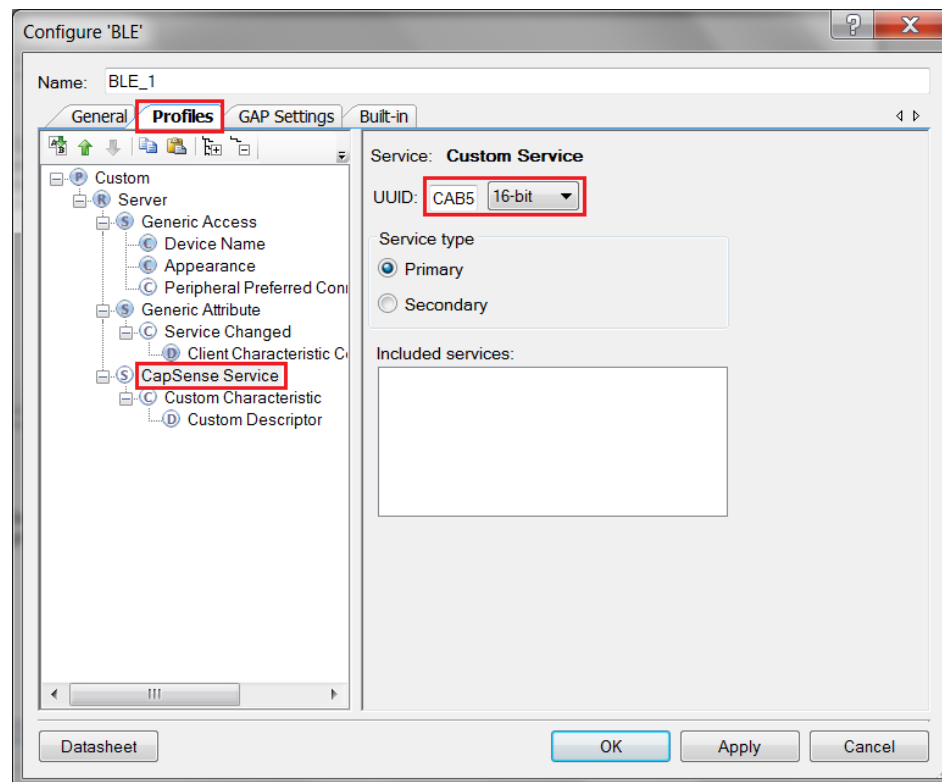 Configure 'BLE'
Name: BLE_1
General Profiles GAP Settings Built-in
Custom
Server
Generic Access
Device Name
Appearance
Peripheral Preferred
Generic Attribute
Service Changed
Client Characteristic
CapSense Service
Custom Characteristic
Custom Descriptor
Service: Custom Service
UUID: CAB5 16-bit
Service type
Primary
Secondary
Included services:
Datasheet OK Apply Cancel